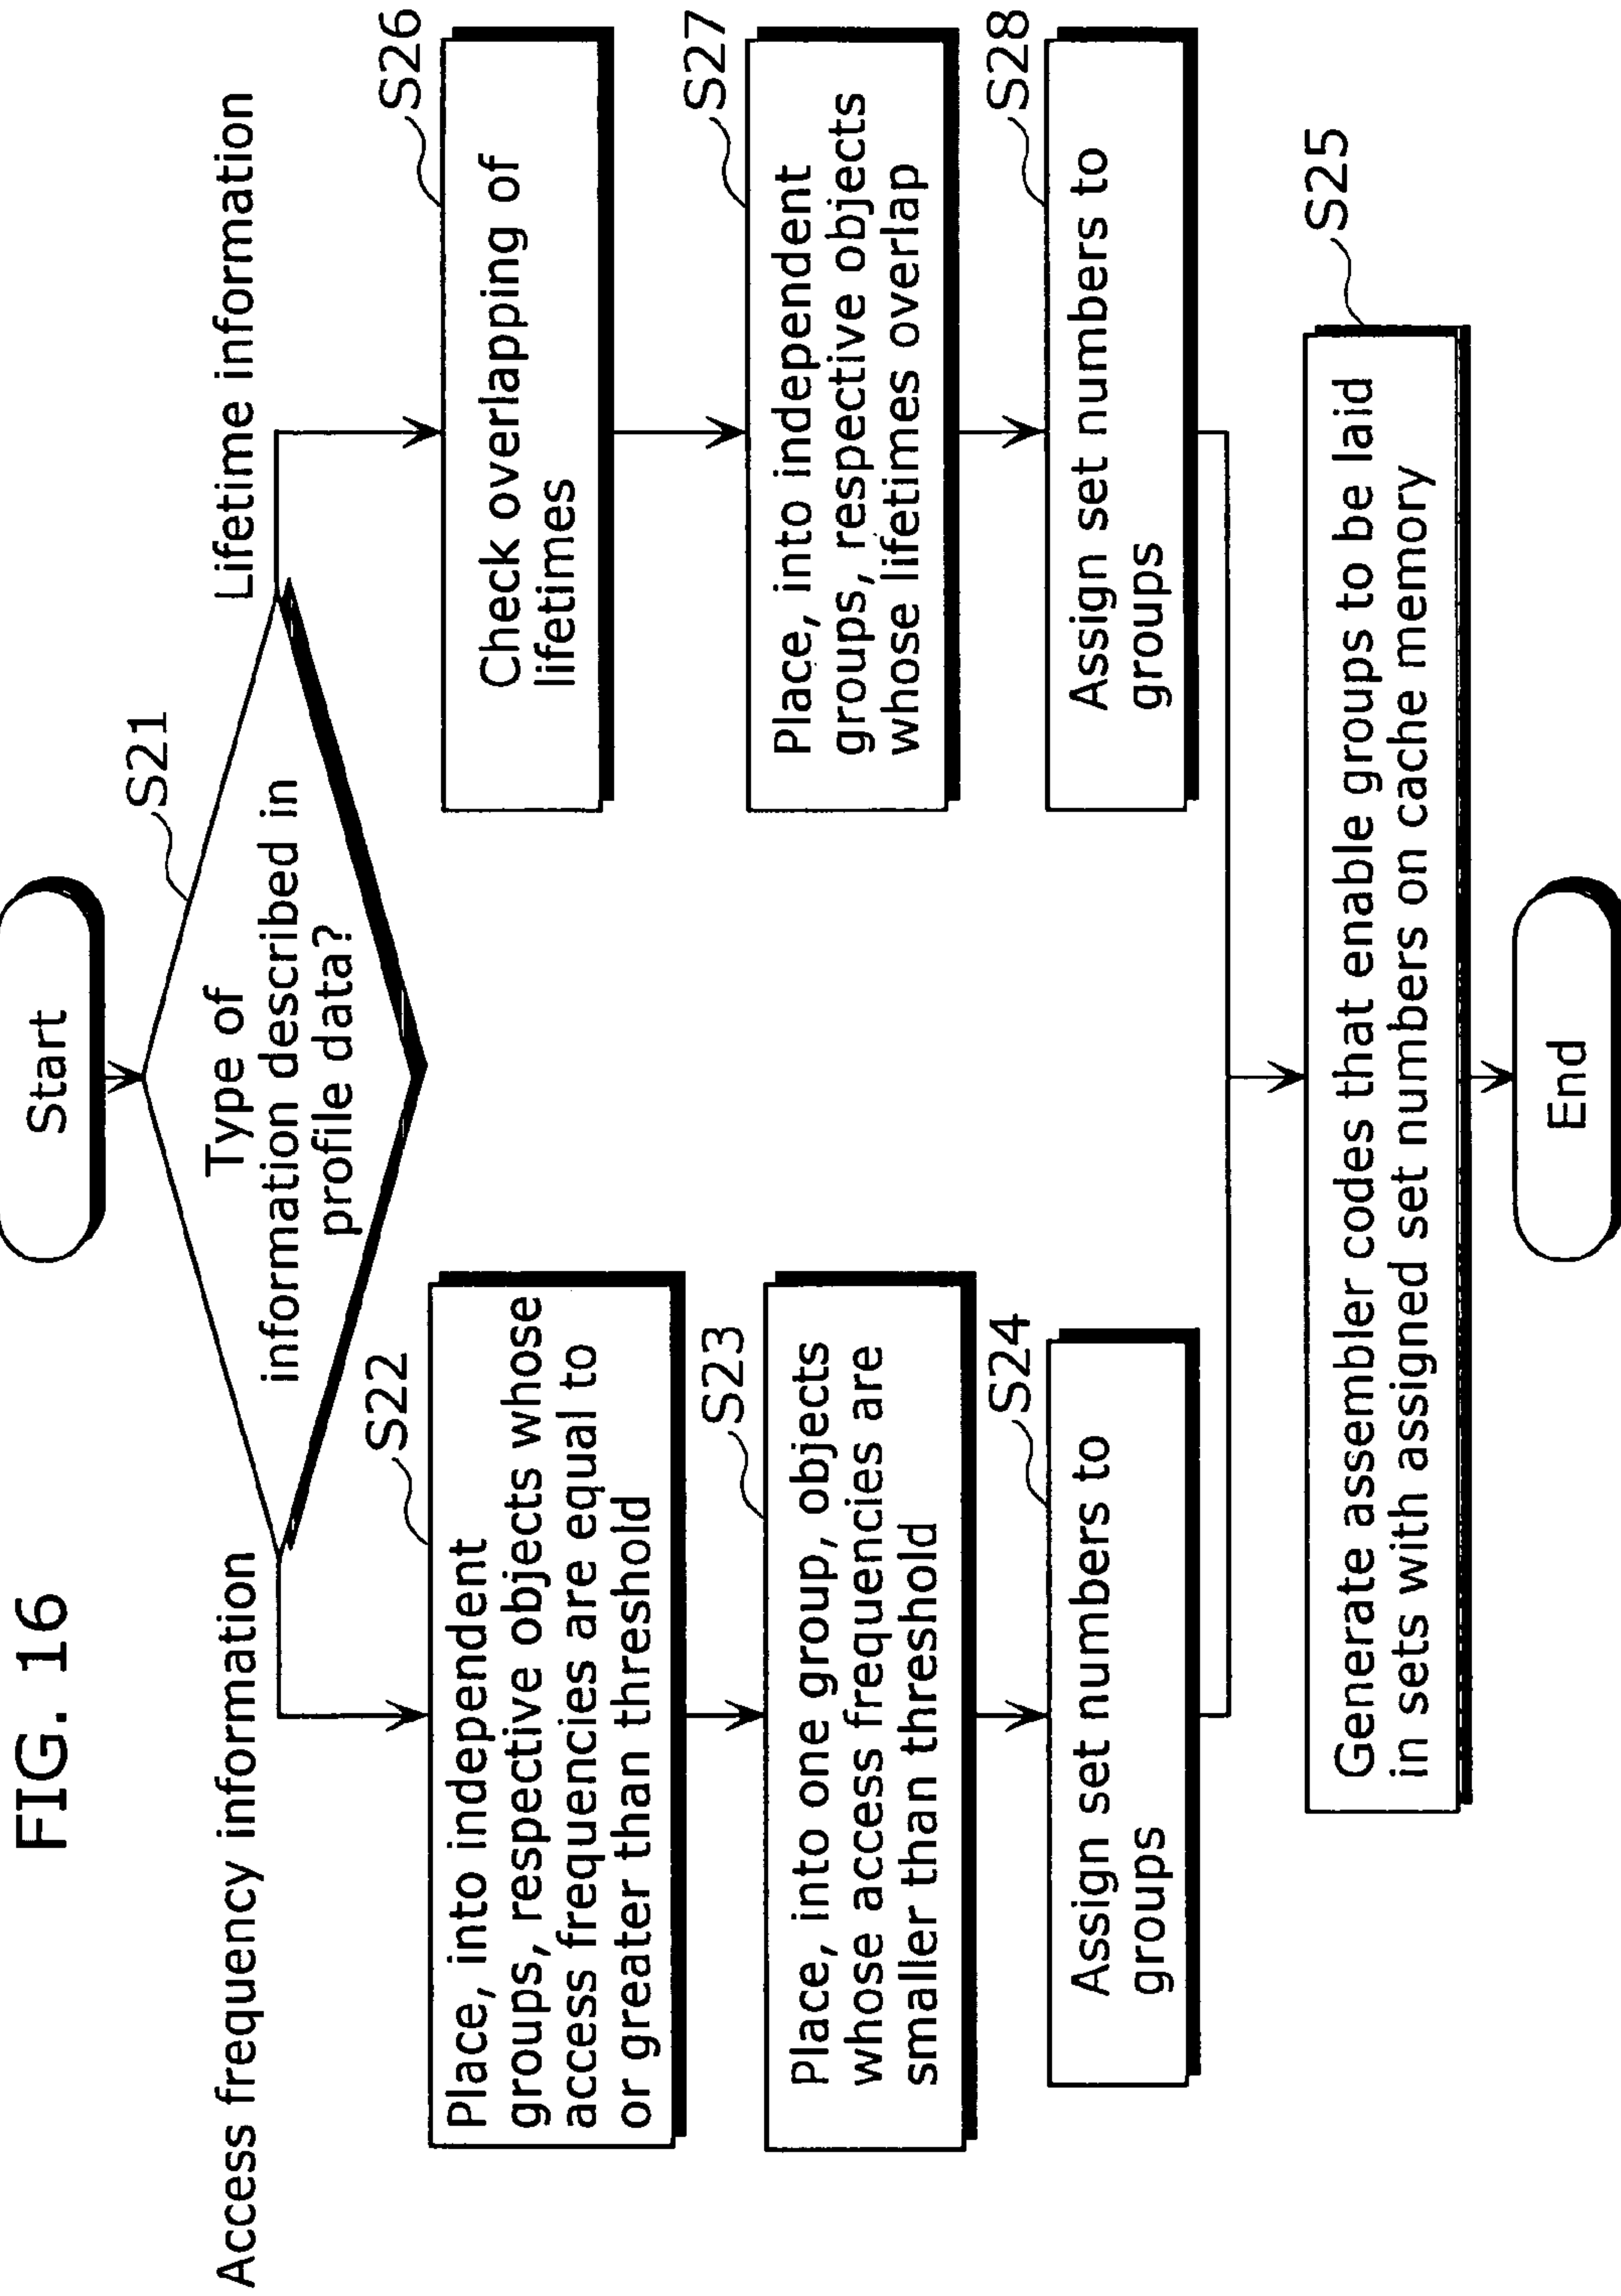 FIG. 16
Start
S21
Type of
information described in
profile data?
Access frequency information
Lifetime information
S22
Place, into independent
groups, respective objects whose
access frequencies are equal to
or greater than threshold
S23
Place, into one group, objects
whose access frequencies are
smaller than threshold
S24
Assign set numbers to
groups
S26
Check overlapping of
lifetimes
S27
Place, into independent
groups, respective objects
whose lifetimes overlap
S28
Assign set numbers to
groups
S25
Generate assembler codes that enable groups to be laid
in sets with assigned set numbers on cache memory
End